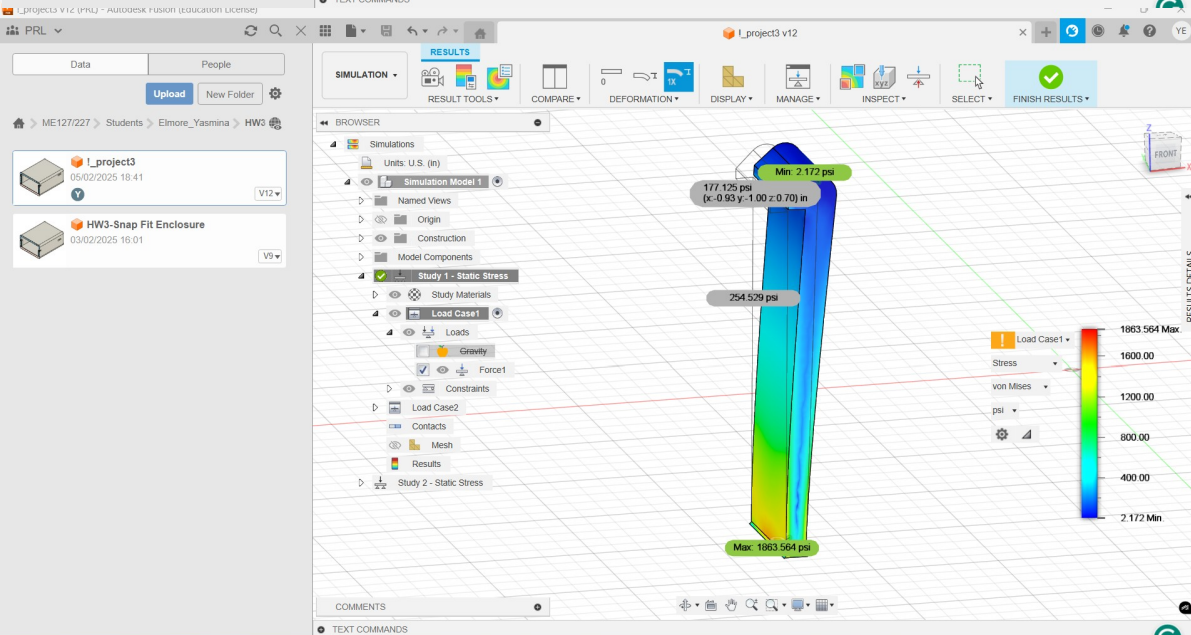 TEXT COMMANDS
!_project3 v12 (PRL) - Autodesk Fusion (Education License)
PRL
!_project3 v12
YE
Data
People
Upload
New Folder
ME127/227 > Students > Elmore_Yasmina > HW3
!_project3
05/02/2025 18:41
Y
V12
HW3-Snap Fit Enclosure
03/02/2025 16:01
V9
RESULTS
SIMULATION
0
1X
XYZ
RESULT TOOLS
COMPARE
DEFORMATION
DISPLAY
MANAGE
INSPECT
SELECT
FINISH RESULTS
BROWSER
Simulations
Units: U.S. (in)
Simulation Model 1
Named Views
Origin
Construction
Model Components
Study 1 - Static Stress
Study Materials
Load Case1
Loads
Gravity
Force1
Constraints
Load Case2
Contacts
Mesh
Results
Study 2 - Static Stress
Z
FRONT
X
Min: 2.172 psi
177.125 psi
(x:-0.93 y:-1.00 z:0.70) in
254.529 psi
Max: 1863.564 psi
RESULTS DETAILS
Load Case1
Stress
von Mises
psi
1863.564 Max.
1600.00
1200.00
800.00
400.00
2.172 Min.
COMMENTS
TEXT COMMANDS